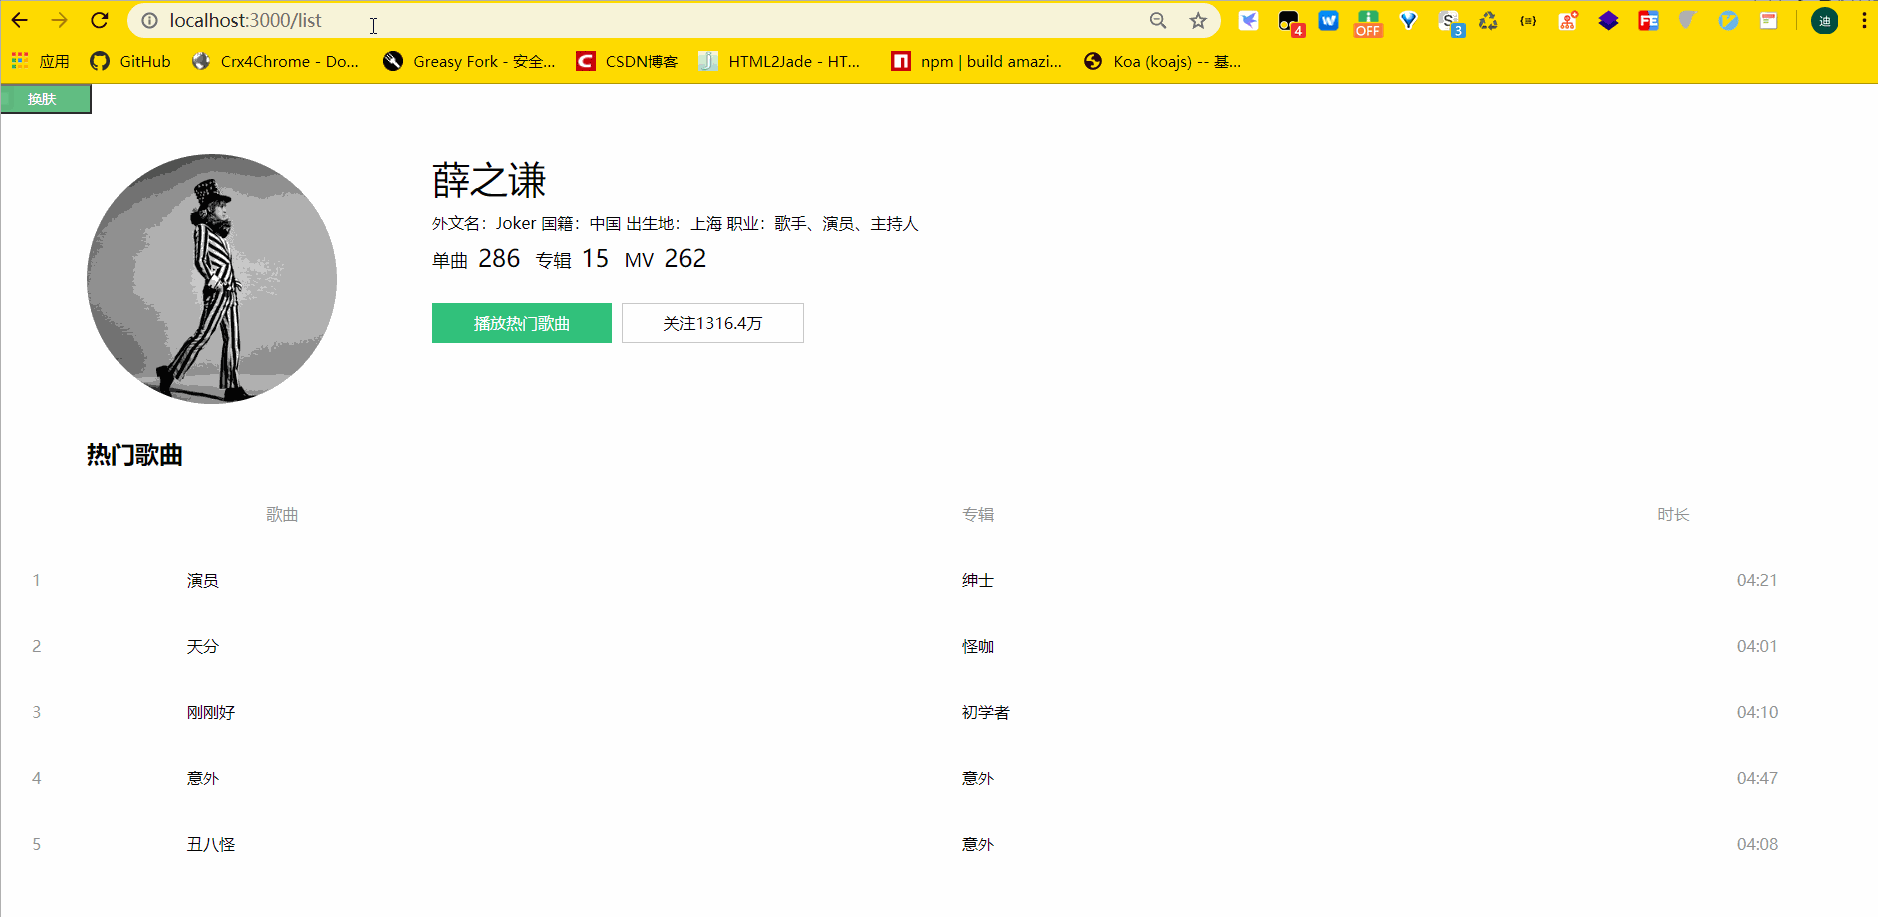 localhost:3000/list
4
W
OFF
S
3
FE
迪
应用
GitHub
Crx4Chrome - Do...
Greasy Fork - 安全...
CSDN博客
HTML2Jade - HT...
npm | build amazi...
Koa (koajs) -- 基...
换肤
薛之谦
外文名：Joker 国籍：中国 出生地：上海 职业：歌手、演员、主持人
单曲 286 专辑 15 MV 262
播放热门歌曲 关注1316.4万
热门歌曲
歌曲 专辑 时长
1 演员 绅士 04:21
2 天分 怪咖 04:01
3 刚刚好 初学者 04:10
4 意外 意外 04:47
5 丑八怪 意外 04:08